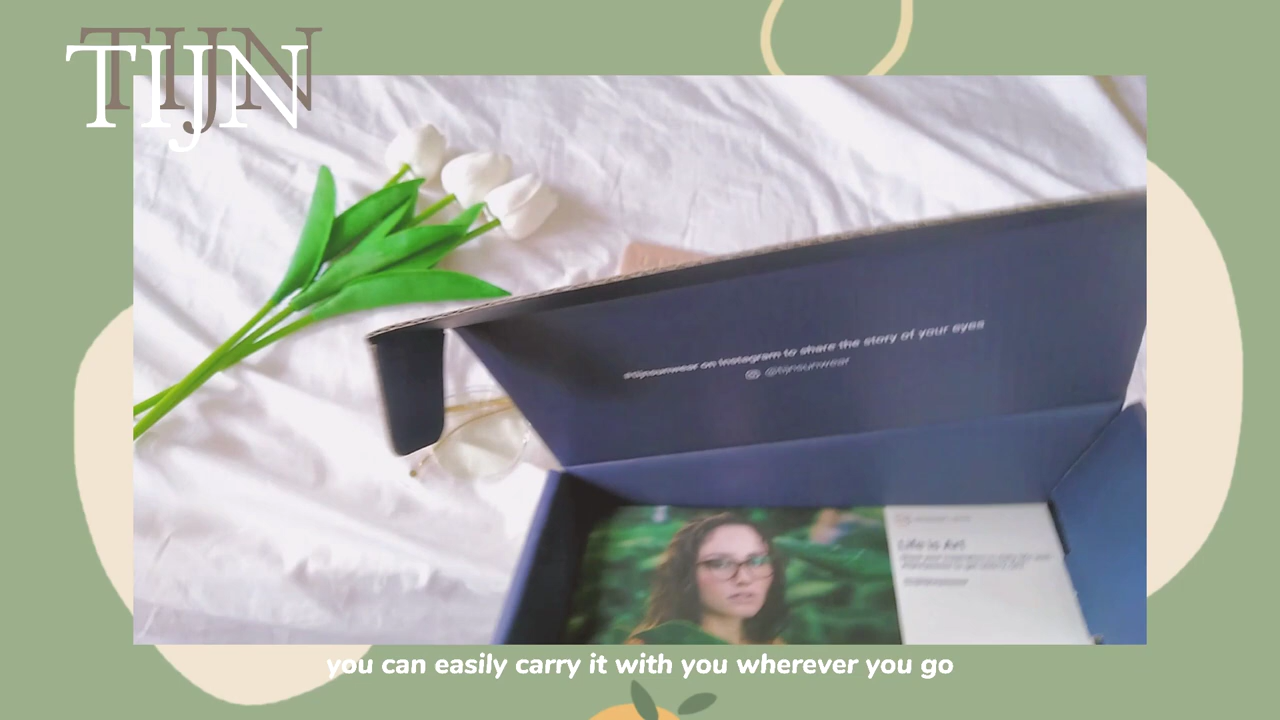 TIJN
TIJN
#tijnsunwear on Instagram to share the story of your eyes
@tijnsunwear
Life is Art
you can easily carry it with you wherever you go